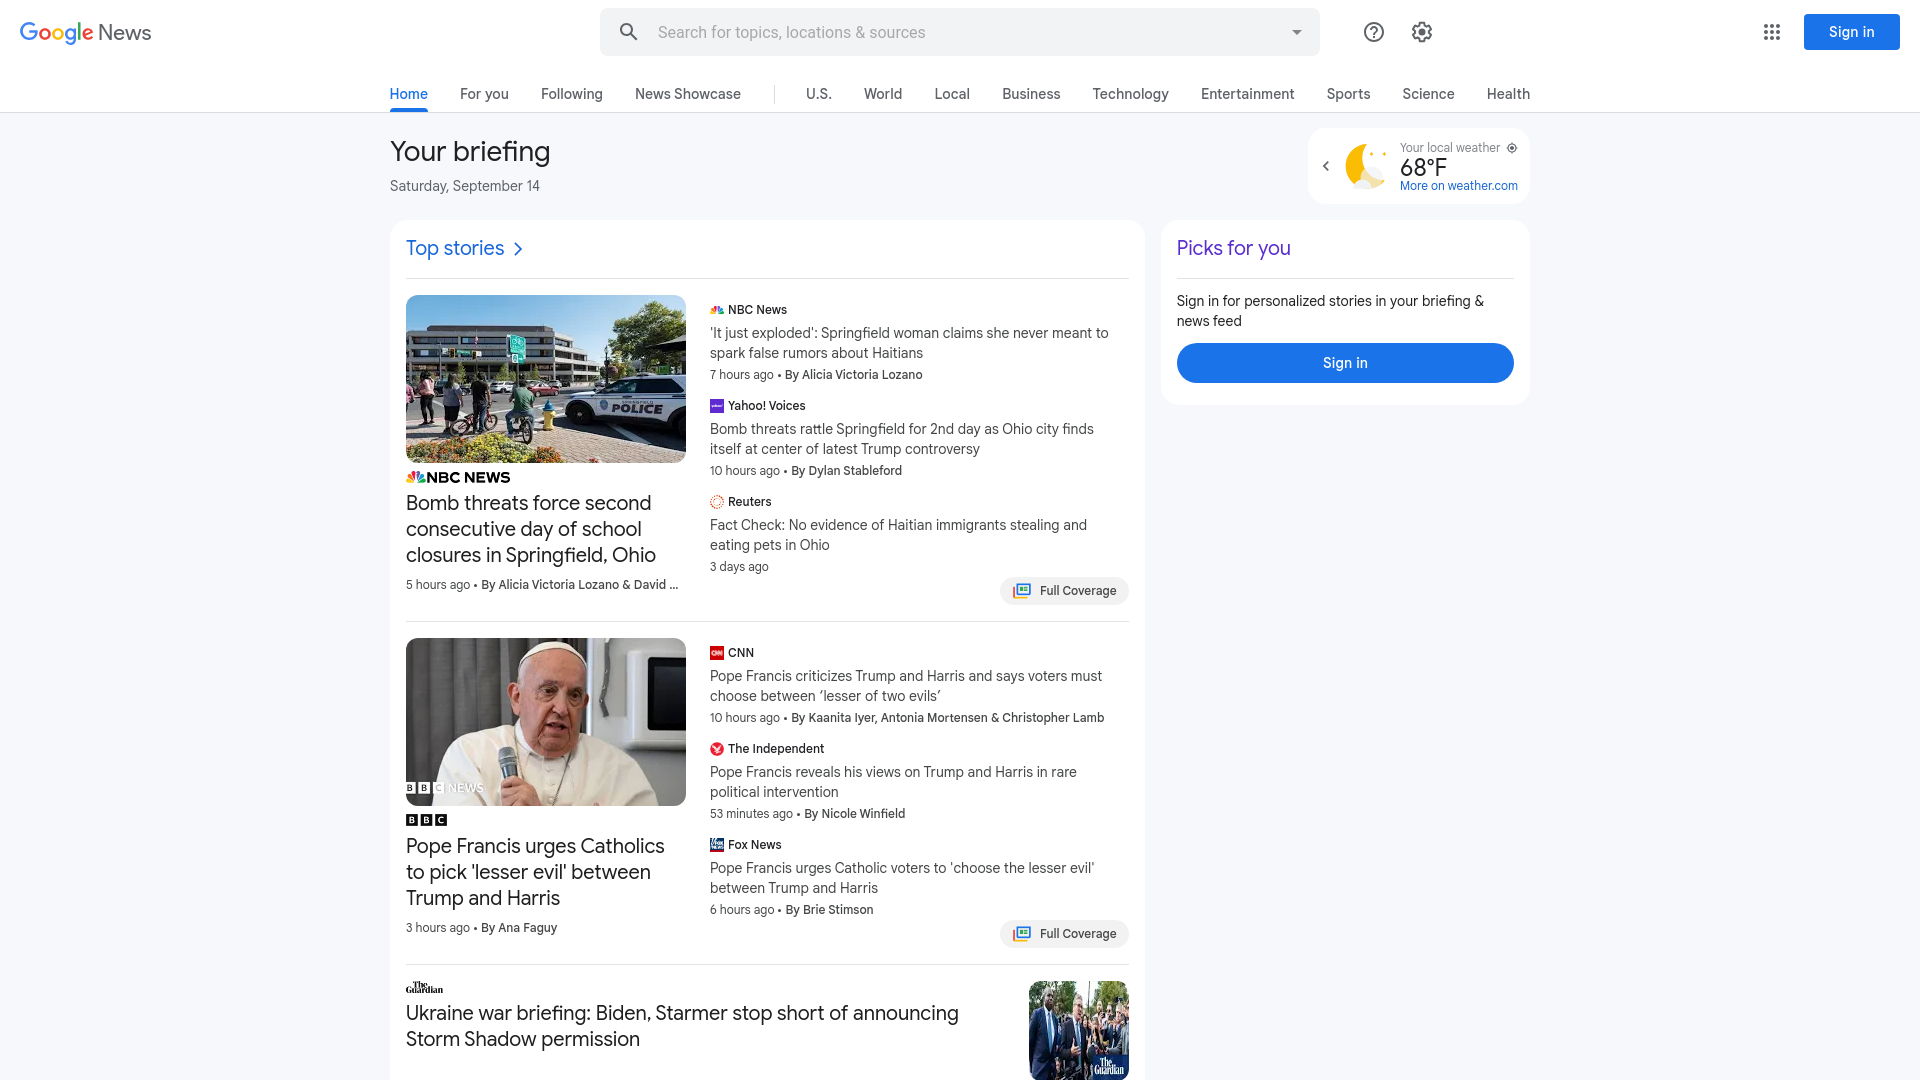 Google News
Search for topics, locations & sources
Sign in
Home
For you
Following
News Showcase
U.S.
World
Local
Business
Technology
Entertainment
Sports
Science
Health
Your briefing
Saturday, September 14
Your local weather
68°F
More on weather.com
Top stories
POLICE
NBC NEWS
Bomb threats force second
consecutive day of school
closures in Springfield, Ohio
5 hours ago • By Alicia Victoria Lozano & David ...
NBC News
'It just exploded': Springfield woman claims she never meant to
spark false rumors about Haitians
7 hours ago • By Alicia Victoria Lozano
Yahoo! Voices
Bomb threats rattle Springfield for 2nd day as Ohio city finds
itself at center of latest Trump controversy
10 hours ago • By Dylan Stableford
Reuters
Fact Check: No evidence of Haitian immigrants stealing and
eating pets in Ohio
3 days ago
Full Coverage
BBC NEWS
BBC
Pope Francis urges Catholics
to pick 'lesser evil' between
Trump and Harris
3 hours ago • By Ana Faguy
CNN
Pope Francis criticizes Trump and Harris and says voters must
choose between ‘lesser of two evils’
10 hours ago • By Kaanita Iyer, Antonia Mortensen & Christopher Lamb
The Independent
Pope Francis reveals his views on Trump and Harris in rare
political intervention
53 minutes ago • By Nicole Winfield
Fox News
Pope Francis urges Catholic voters to 'choose the lesser evil'
between Trump and Harris
6 hours ago • By Brie Stimson
Full Coverage
The Guardian
Ukraine war briefing: Biden, Starmer stop short of announcing
Storm Shadow permission
The Guardian
Picks for you
Sign in for personalized stories in your briefing &
news feed
Sign in